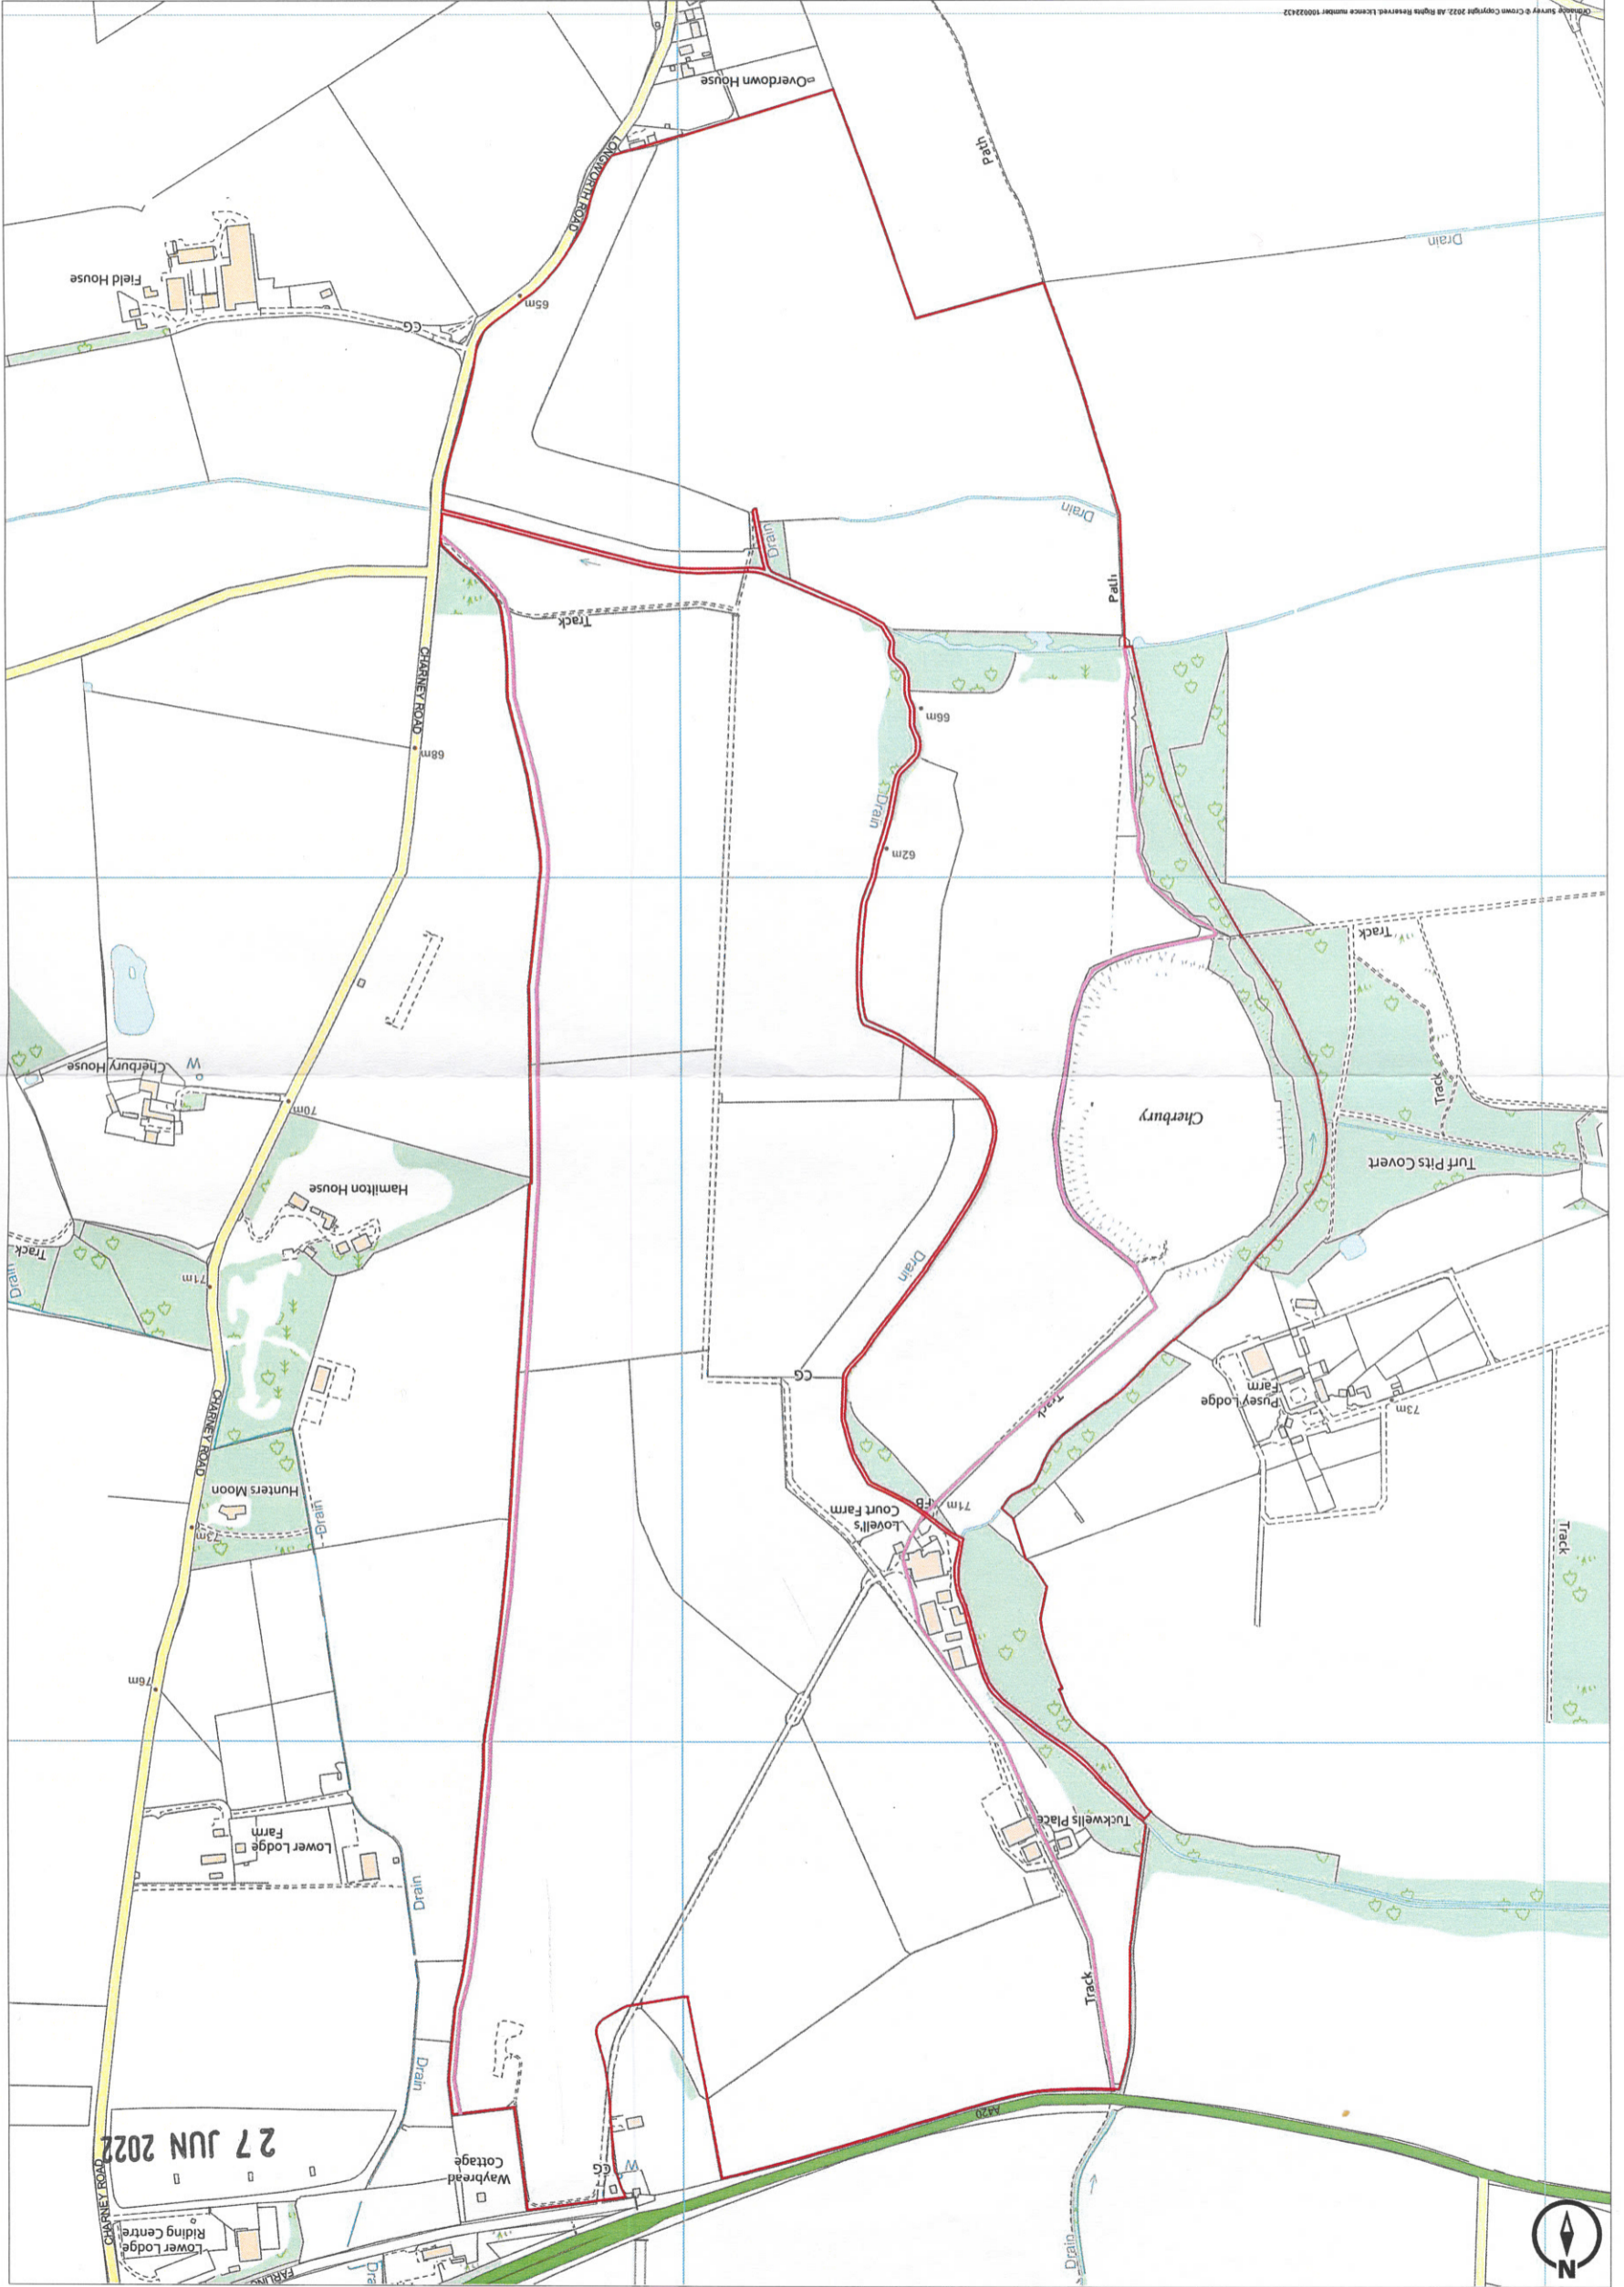 N
FARLING
Drai
Lower Lodge
Riding Centre
CHARNEY ROAD
Drain
CG
W
Waybread
Cottage
27 JUN 2022
A420
Drain
Track
Drain
Tuckwells Place
Lower Lodge
Farm
76m
Track
Lovell's
Court Farm
FB
71m
73m
Drain
Hunters Moon
CHARNEY ROAD
73m
Pusey Lodge
Farm
Track
CG
Drain
71m
Track
Drain
Turf Pits Covert
Hamilton House
Cherbury
70m
Track
W
Cherbury House
Track
62m
Drain
68m
66m
CHARNEY ROAD
Track
Path
Drain
Drain
65m
CG
Field House
Drain
LONGWORTH ROAD
Path
Overdown House
Ordnance Survey © Crown Copyright 2022. All Rights Reserved. Licence number 100022432